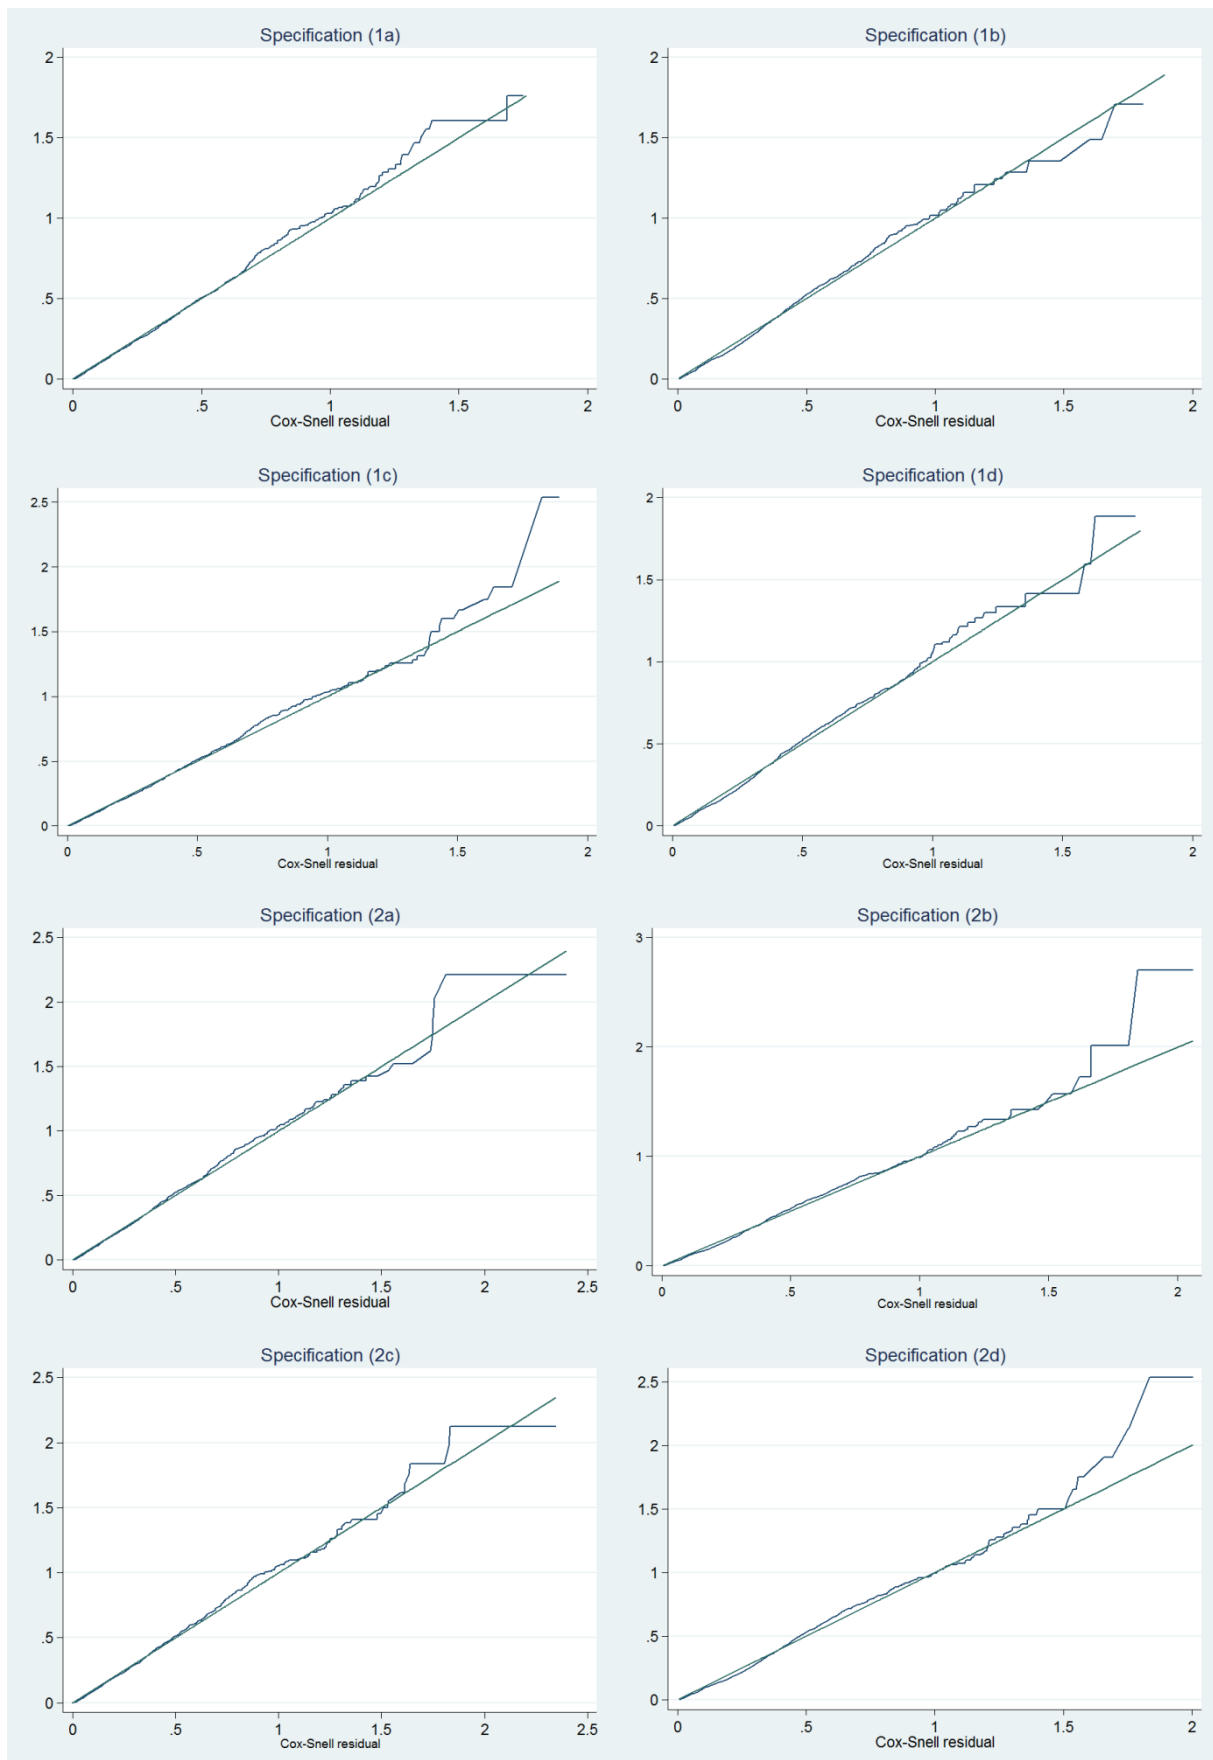 Specification (1a)
2
1.5
1
.5
0
0 .5 1 1.5 2
Cox-Snell residual
Specification (1b)
2
1.5
1
.5
0
0 .5 1 1.5 2
Cox-Snell residual
Specification (1c)
2.5
2
1.5
1
.5
0
0 .5 1 1.5 2
Cox-Snell residual
Specification (1d)
2
1.5
1
.5
0
0 .5 1 1.5 2
Cox-Snell residual
Specification (2a)
2.5
2
1.5
1
.5
0
0 .5 1 1.5 2 2.5
Cox-Snell residual
Specification (2b)
3
2
1
0
0 .5 1 1.5 2
Cox-Snell residual
Specification (2c)
2.5
2
1.5
1
.5
0
0 .5 1 1.5 2 2.5
Cox-Snell residual
Specification (2d)
2.5
2
1.5
1
.5
0
0 .5 1 1.5 2
Cox-Snell residual